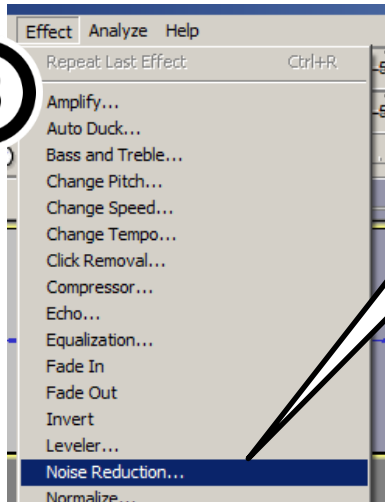 Effect Analyze Help
Repeat Last Effect Ctrl+R
Amplify...
Auto Duck...
Bass and Treble...
Change Pitch...
Change Speed...
Change Tempo...
Click Removal...
Compressor...
Echo...
Equalization...
Fade In
Fade Out
Invert
Leveler...
Noise Reduction...
Normalize...